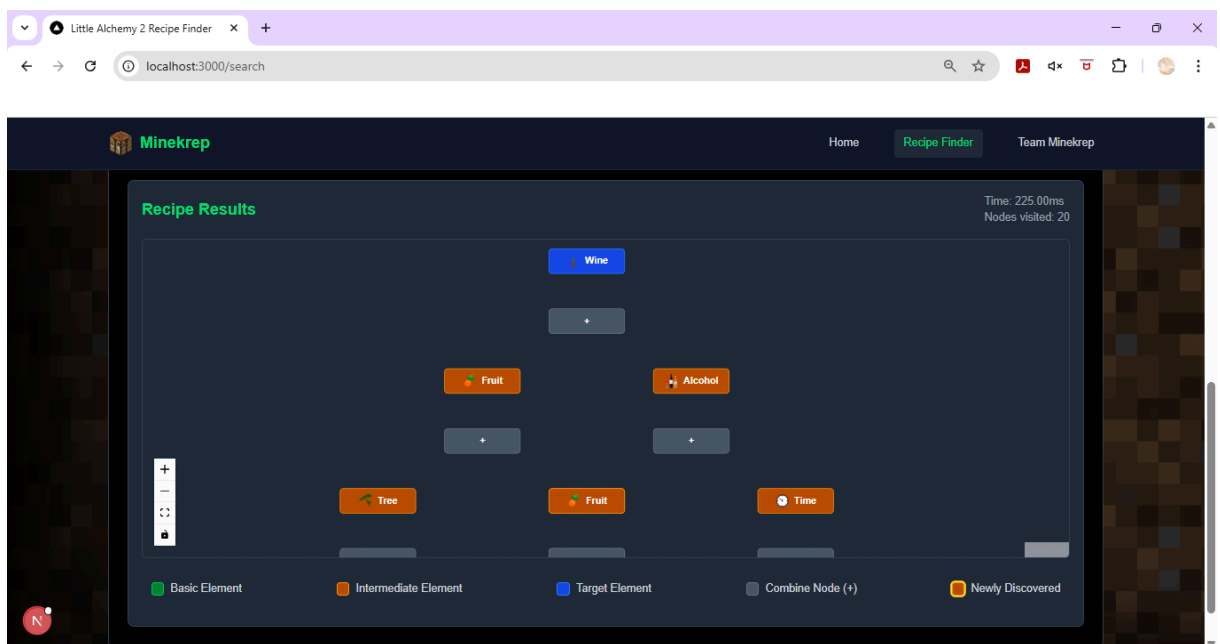 Little Alchemy 2 Recipe Finder
localhost:3000/search
Minekrep
Home
Recipe Finder
Team Minekrep
Recipe Results
Time: 225.00ms
Nodes visited: 20
Wine
+
Fruit
Alcohol
+
+
Tree
Fruit
Time
Basic Element
Intermediate Element
Target Element
Combine Node (+)
Newly Discovered
N